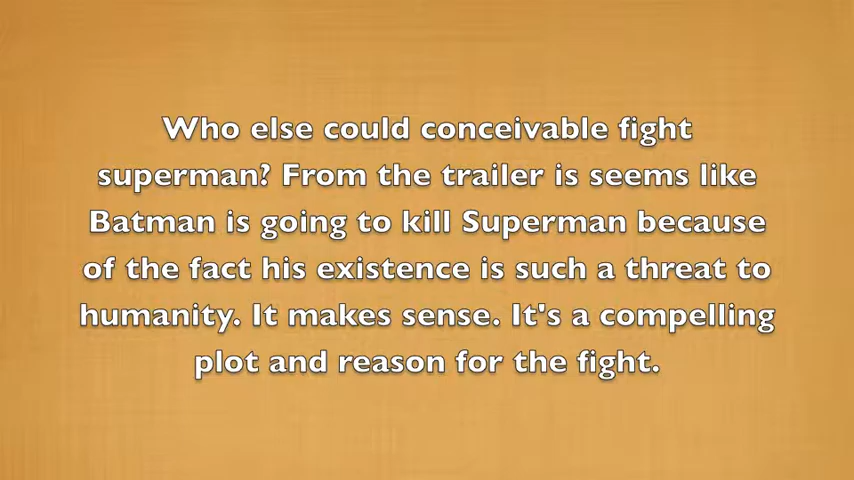 Who else could conceivable fight
superman? From the trailer is seems like
Batman is going to kill Superman because
of the fact his existence is such a threat to
humanity. It makes sense. It's a compelling
plot and reason for the fight.